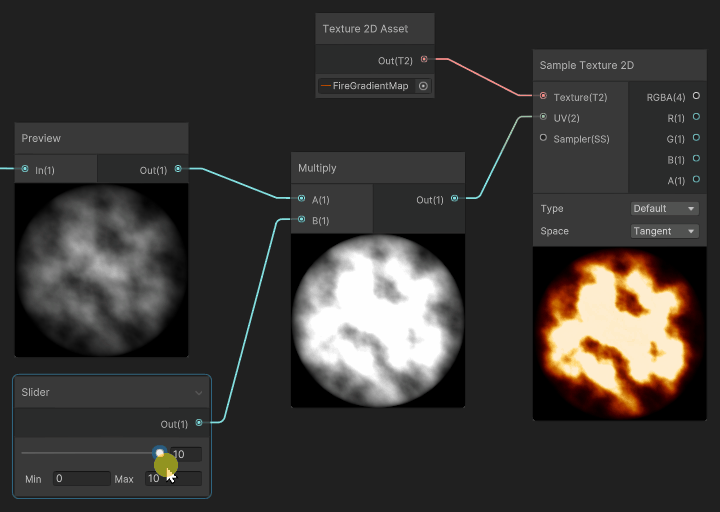 Texture 2D Asset
Out(T2)
FireGradientMap
Sample Texture 2D
Texture(T2)
RGBA(4)
UV(2)
R(1)
Sampler(SS)
G(1)
B(1)
A(1)
Type
Default
Space
Tangent
Preview
In(1)
Out(1)
Multiply
A(1)
Out(1)
B(1)
Slider
Out(1)
10
Min
0
Max
10